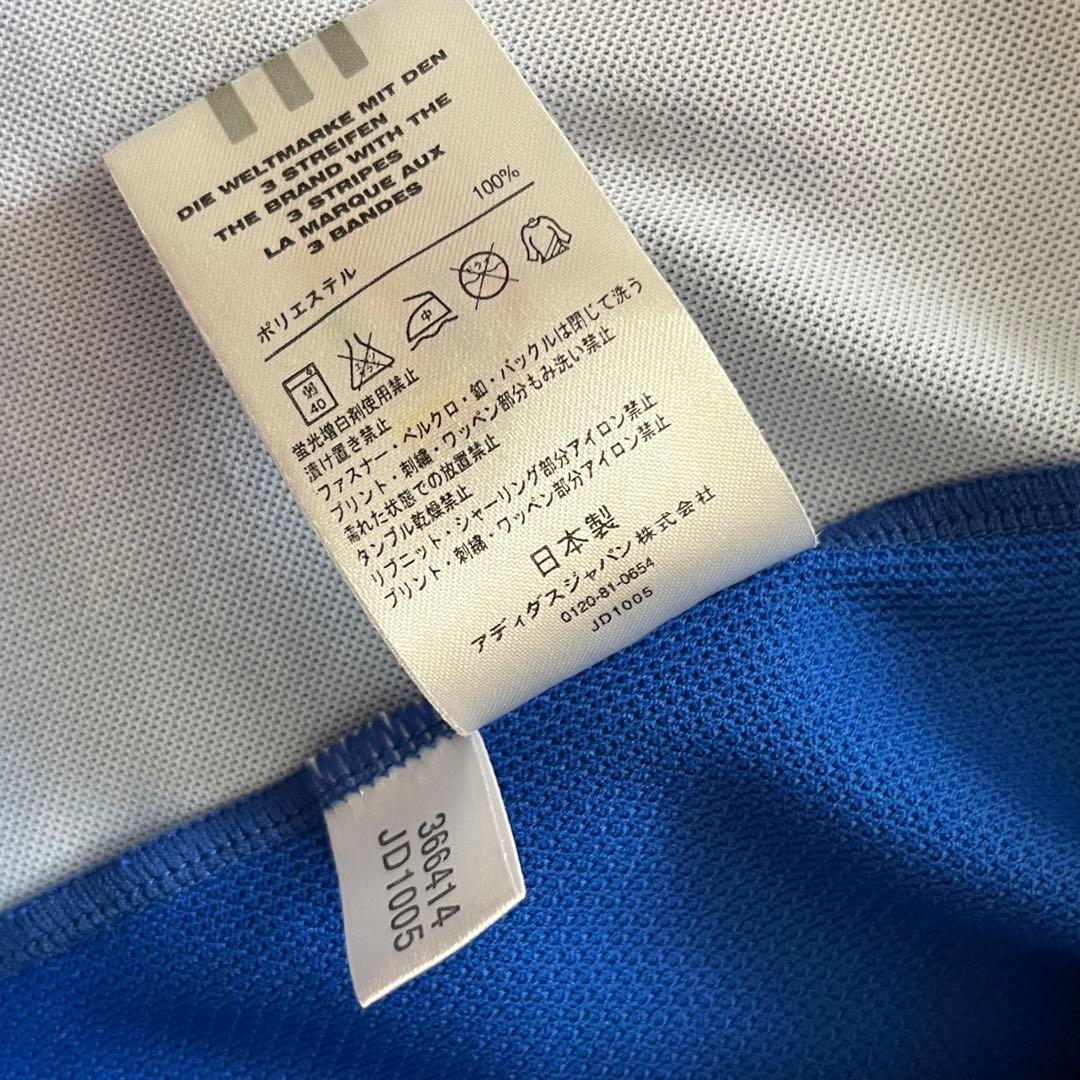 DIE WELTMARKE MIT DEN
3 STREIFEN
THE BRAND WITH THE
3 STRIPES
LA MARQUE AUX
3 BANDES
ポリエステル 100%
弱
40
中
蛍光増白剤使用禁止
漬け置き禁止
ファスナー・ベルクロ・釦・バックルは閉じて洗う
プリント・刺繍・ワッペン部分もみ洗い禁止
濡れた状態での放置禁止
タンブル乾燥禁止
リブニット・シャーリング部分アイロン禁止
プリント・刺繍・ワッペン部分アイロン禁止
日本製
アディダスジャパン株式会社
0120-81-0654
JD1005
366414
JD1005